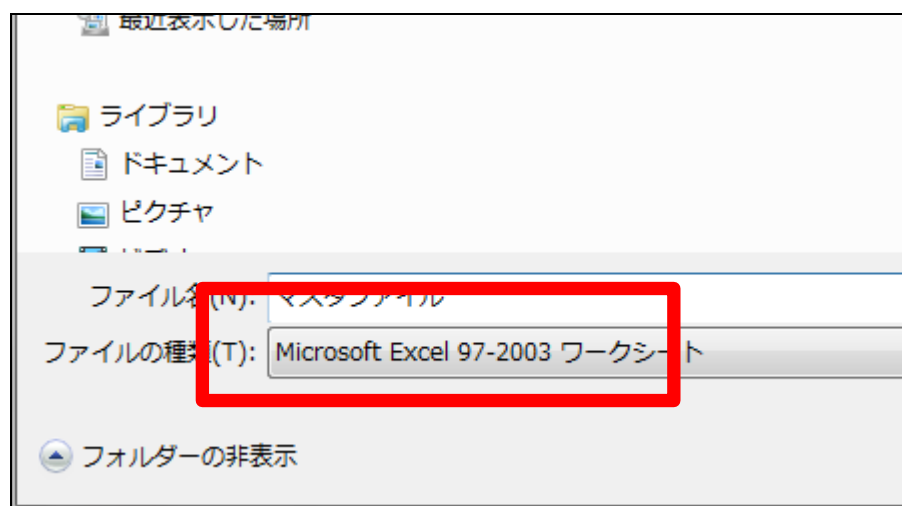 最近表示した場所
ライブラリ
ドキュメント
ピクチャ
ファイル名(N): マスタファイル
ファイルの種類(T): Microsoft Excel 97-2003 ワークシート
フォルダーの非表示